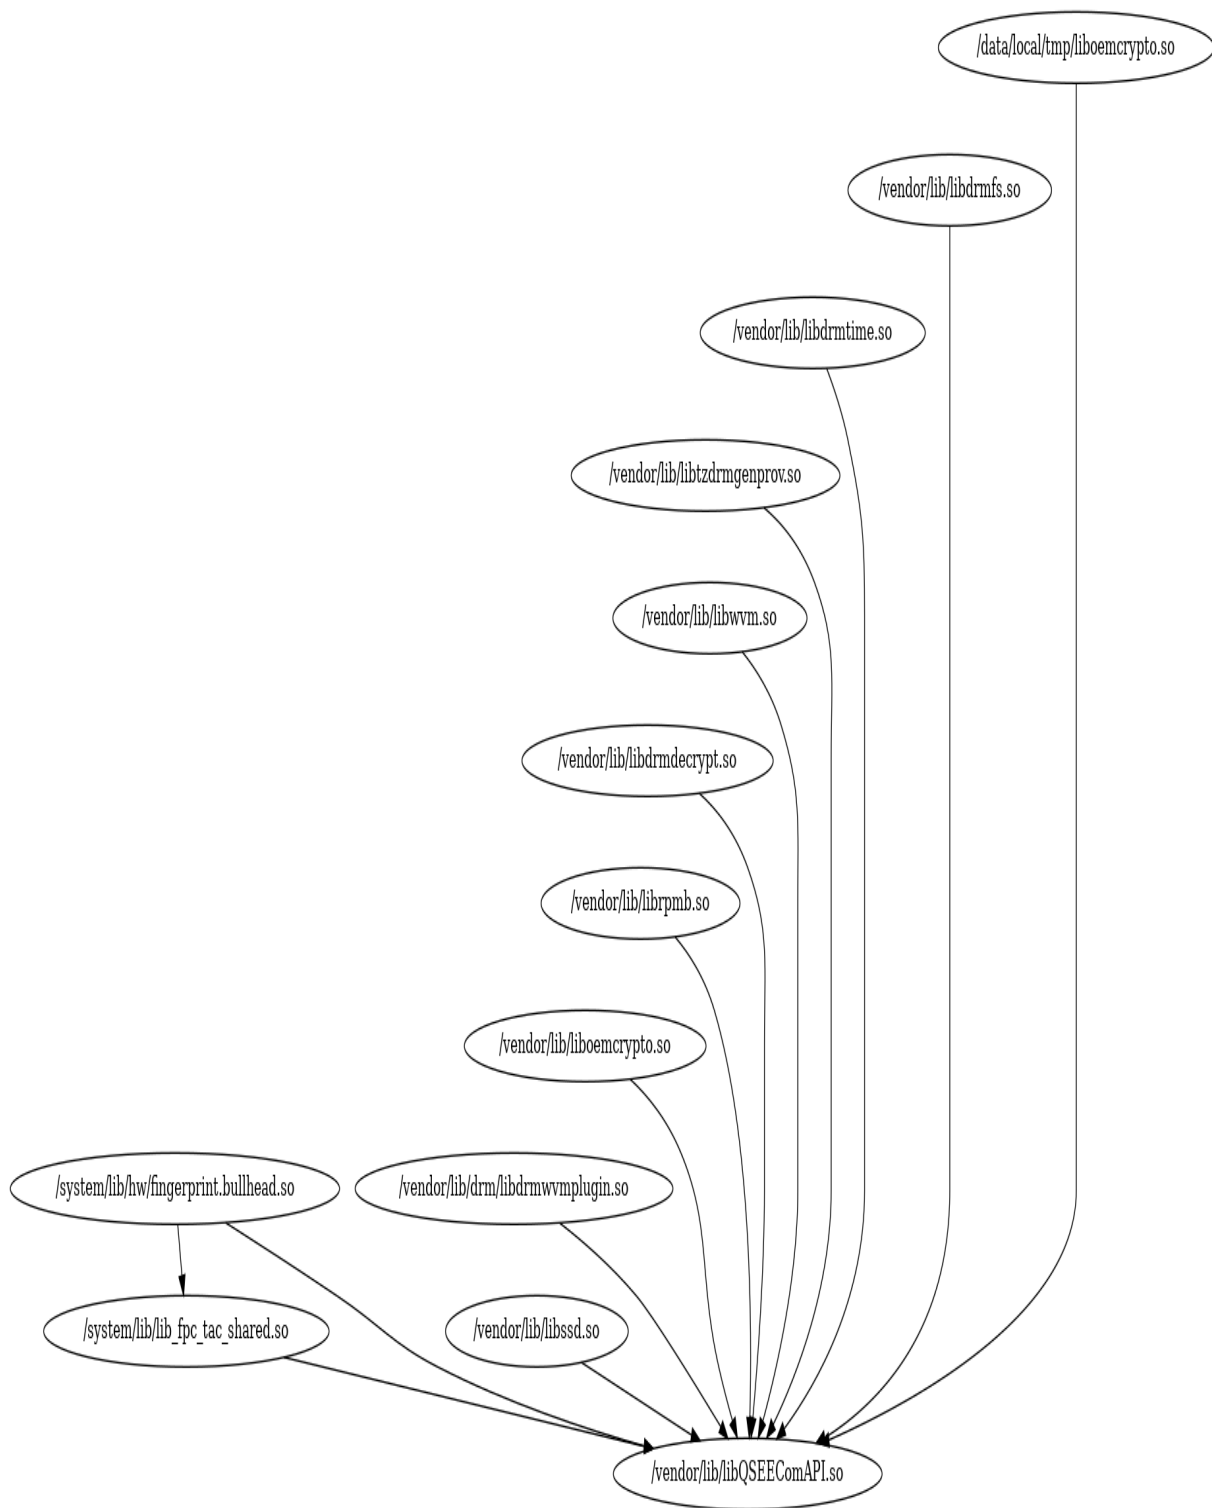 /data/local/tmp/liboemcrypto.so
/vendor/lib/libdrmfs.so
/vendor/lib/libdrmtime.so
/vendor/lib/libtzdrmgenprov.so
/vendor/lib/libwvm.so
/vendor/lib/libdrmdecrypt.so
/vendor/lib/librpmb.so
/vendor/lib/liboemcrypto.so
/system/lib/hw/fingerprint.bullhead.so
/vendor/lib/drm/libdrmwvmplugin.so
/system/lib/lib_fpc_tac_shared.so
/vendor/lib/libssd.so
/vendor/lib/libQSEEComAPI.so